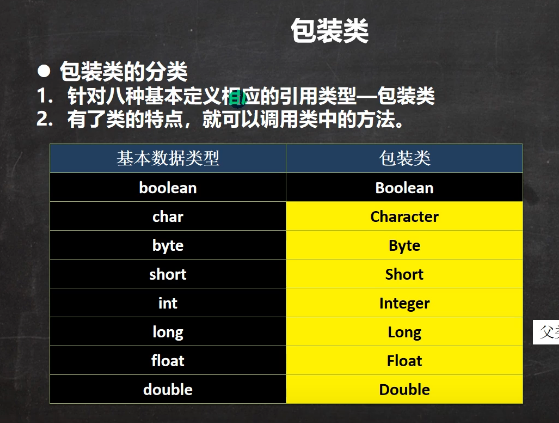 包装类
● 包装类的分类
1. 针对八种基本定义相应的引用类型—包装类
2. 有了类的特点，就可以调用类中的方法。
基本数据类型 包装类
boolean Boolean
char Character
byte Byte
short Short
int Integer
long Long
float Float
double Double
父